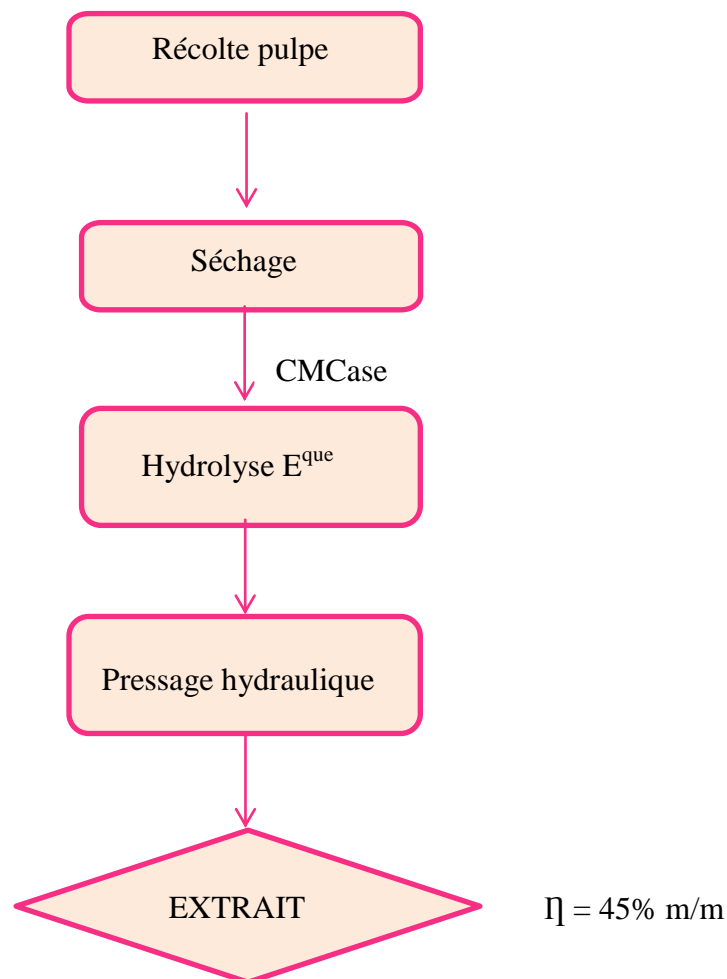 Récolte pulpe
Séchage
CMCase
Hydrolyse E^que
Pressage hydraulique
EXTRAIT
Ƞ = 45% m/m